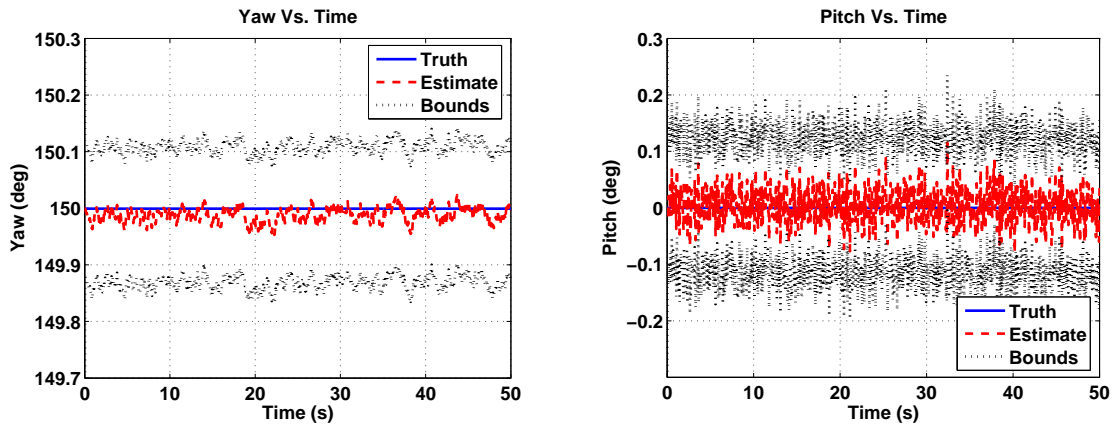 Yaw Vs. Time
150.3
150.2
150.1
150
149.9
149.8
149.7
Yaw (deg)
0 10 20 30 40 50
Time (s)
Truth
Estimate
Bounds
Pitch Vs. Time
0.3
0.2
0.1
0
−0.1
−0.2
Pitch (deg)
0 10 20 30 40 50
Time (s)
Truth
Estimate
Bounds